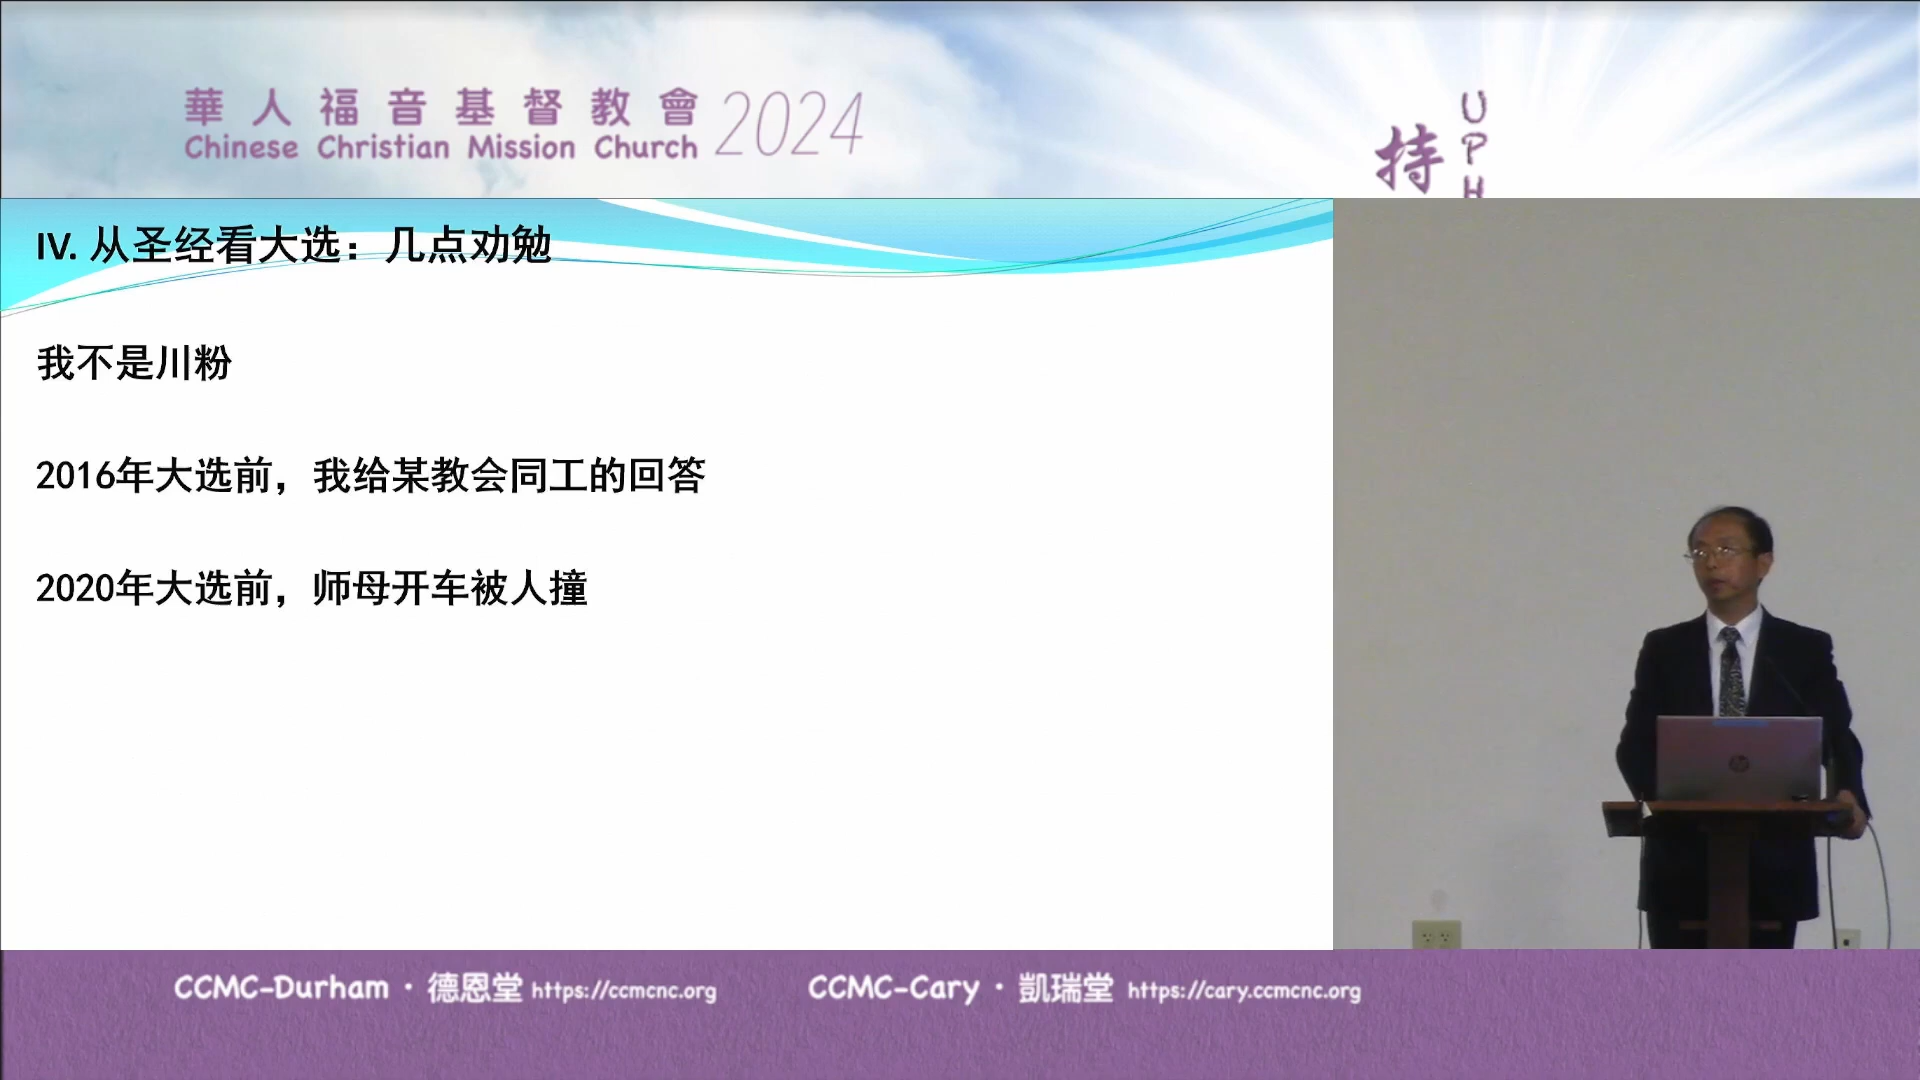 華人福音基督教會 2024
Chinese Christian Mission Church
持
UPH
IV. 从圣经看大选：几点劝勉
我不是川粉
2016年大选前，我给某教会同工的回答
2020年大选前，师母开车被人撞
CCMC-Durham · 德恩堂 https://ccmcnc.org
CCMC-Cary · 凱瑞堂 https://cary.ccmcnc.org